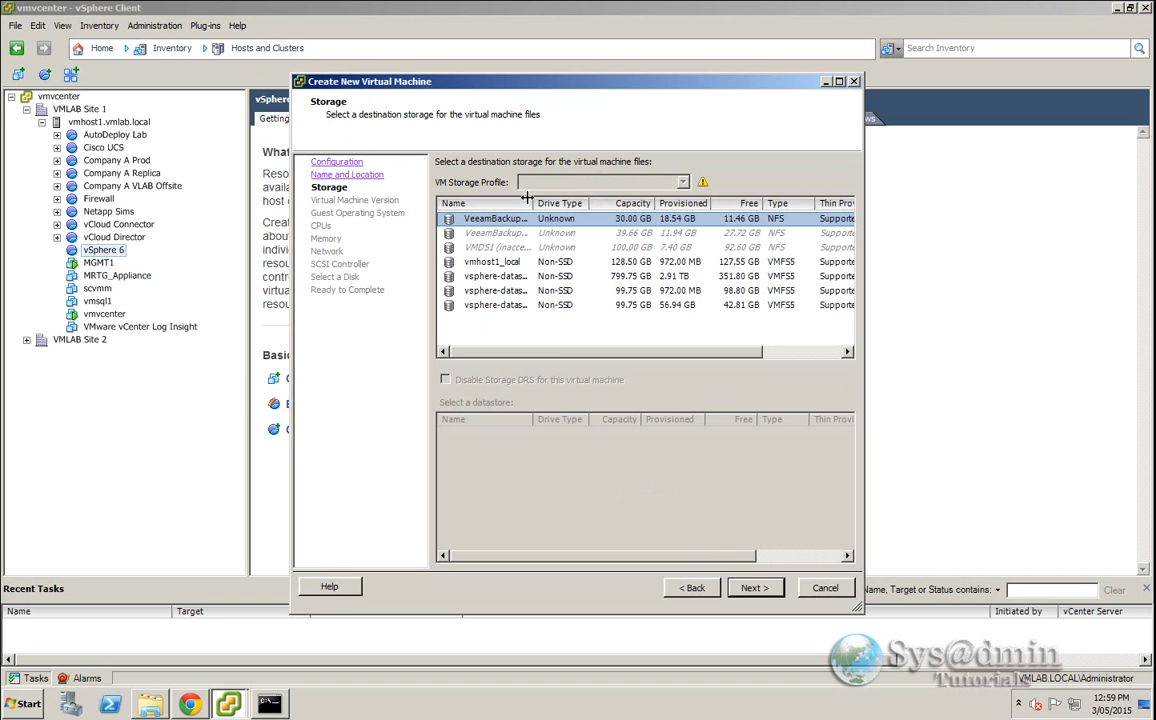 vmvcenter - vSphere Client
File Edit View Inventory Administration Plug-ins Help
Home Inventory Hosts and Clusters
Search Inventory
vmvcenter
VMLAB Site 1
vmhost1.vmlab.local
AutoDeploy Lab
Cisco UCS
Company A Prod
Company A Replica
Company A VLAB Offsite
Firewall
Netapp Sims
vCloud Connector
vCloud Director
vSphere 6
MGMT1
MRTG_Appliance
scvmm
vmsql1
vmvcenter
VMware vCenter Log Insight
VMLAB Site 2
vSphere
Getting
Create New Virtual Machine
Storage
Select a destination storage for the virtual machine files
Configuration
Name and Location
Storage
Virtual Machine Version
Guest Operating System
CPUs
Memory
Network
SCSI Controller
Select a Disk
Ready to Complete
Select a destination storage for the virtual machine files:
VM Storage Profile:
Name Drive Type Capacity Provisioned Free Type Thin Prov
VeeamBackup... Unknown 30.00 GB 18.54 GB 11.46 GB NFS Supporte
VeeamBackup... Unknown 39.66 GB 11.94 GB 27.72 GB NFS Supporte
VMDS1 (inacce... Unknown 100.00 GB 7.40 GB 92.60 GB NFS Supporte
vmhost1_local Non-SSD 128.50 GB 972.00 MB 127.55 GB VMFS5 Supporte
vsphere-datas... Non-SSD 799.75 GB 2.91 TB 351.80 GB VMFS5 Supporte
vsphere-datas... Non-SSD 99.75 GB 972.00 MB 98.80 GB VMFS5 Supporte
vsphere-datas... Non-SSD 99.75 GB 56.94 GB 42.81 GB VMFS5 Supporte
Disable Storage DRS for this virtual machine
Select a datastore:
Name Drive Type Capacity Provisioned Free Type Thin Provi
Help < Back Next > Cancel
Recent Tasks
Name, Target or Status contains: Clear
Name Target Initiated by vCenter Server
Tasks Alarms
VMLAB.LOCAL\Administrator
Sys@dmin
Tutorials
Start
12:59 PM
3/05/2015